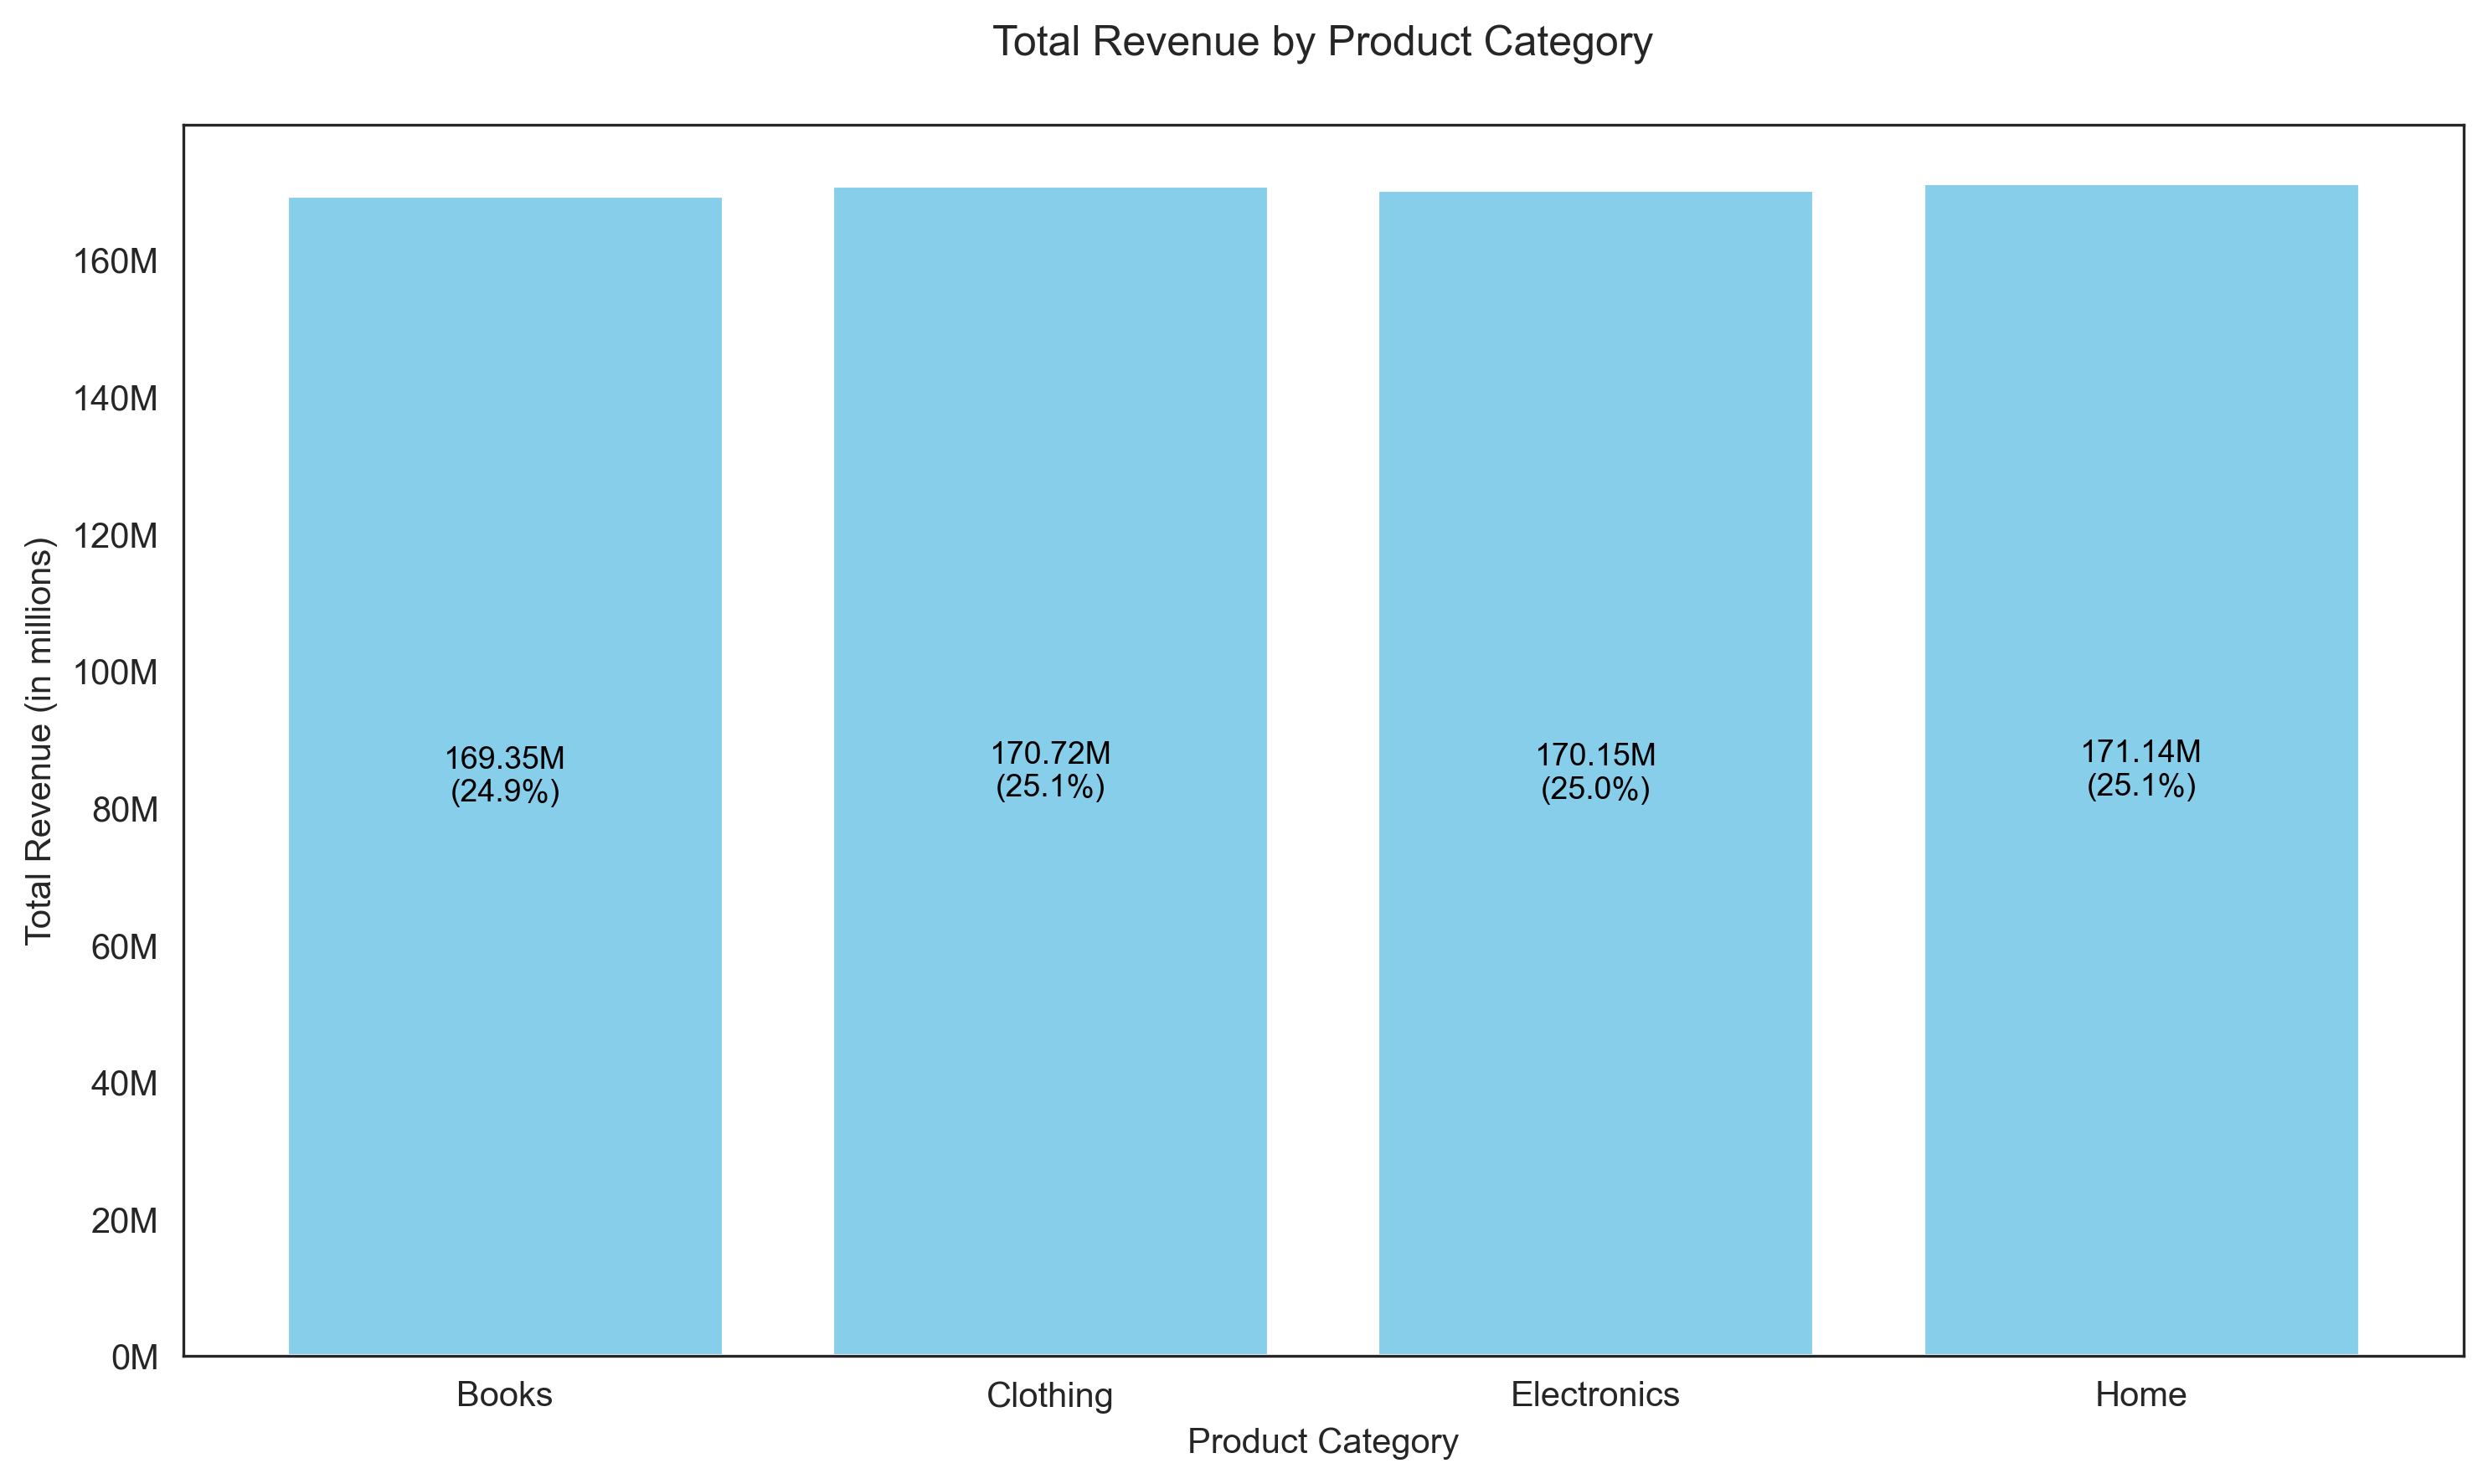 Total Revenue by Product Category
Total Revenue (in millions)
160M
140M
120M
100M
80M
60M
40M
20M
0M
169.35M
(24.9%)
170.72M
(25.1%)
170.15M
(25.0%)
171.14M
(25.1%)
Books
Clothing
Electronics
Home
Product Category